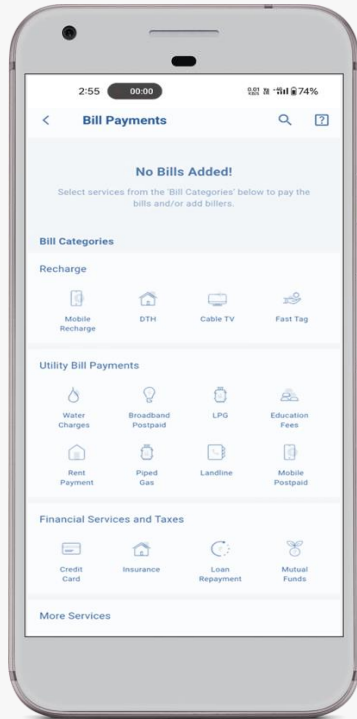 2:55 00:00 74%
Bill Payments
No Bills Added!
Select services from the 'Bill Categories' below to pay the
bills and/or add billers.
Bill Categories
Recharge
Mobile DTH Cable TV Fast Tag
Recharge
Utility Bill Payments
Water Broadband LPG Education
Charges Postpaid Fees
Rent Piped Landline Mobile
Payment Gas Postpaid
Financial Services and Taxes
Credit Insurance Loan Mutual
Card Repayment Funds
More Services